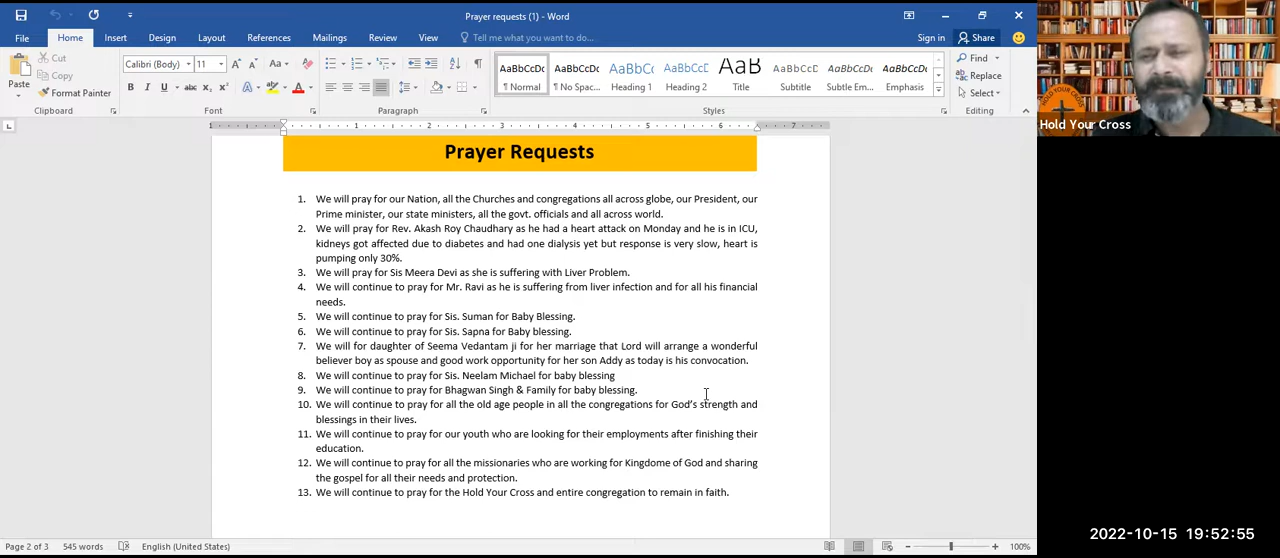 Prayer requests (1) - Word
File Home Insert Design Layout References Mailings Review View Tell me what you want to do... Sign in Share
Paste
Cut
Copy
Format Painter
Clipboard
Calibri (Body) 11
Font
Paragraph
AaBbCcDc AaBbCcDc AaBbCc AaBbCcD AaB AaBbCcD AaBbCcDc AaBbCcDc
¶ Normal ¶ No Spac... Heading 1 Heading 2 Title Subtitle Subtle Em... Emphasis
Styles
Find
Replace
Select
Editing
HOLD YOUR CROSS
Hold Your Cross
1 1 2 3 4 5 6 7
Prayer Requests
1. We will pray for our Nation, all the Churches and congregations all across globe, our President, our
Prime minister, our state ministers, all the govt. officials and all across world.
2. We will pray for Rev. Akash Roy Chaudhary as he had a heart attack on Monday and he is in ICU,
kidneys got affected due to diabetes and had one dialysis yet but response is very slow, heart is
pumping only 30%.
3. We will pray for Sis Meera Devi as she is suffering with Liver Problem.
4. We will continue to pray for Mr. Ravi as he is suffering from liver infection and for all his financial
needs.
5. We will continue to pray for Sis. Suman for Baby Blessing.
6. We will continue to pray for Sis. Sapna for Baby blessing.
7. We will for daughter of Seema Vedantam ji for her marriage that Lord will arrange a wonderful
believer boy as spouse and good work opportunity for her son Addy as today is his convocation.
8. We will continue to pray for Sis. Neelam Michael for baby blessing
9. We will continue to pray for Bhagwan Singh & Family for baby blessing.
10. We will continue to pray for all the old age people in all the congregations for God's strength and
blessings in their lives.
11. We will continue to pray for our youth who are looking for their employments after finishing their
education.
12. We will continue to pray for all the missionaries who are working for Kingdome of God and sharing
the gospel for all their needs and protection.
13. We will continue to pray for the Hold Your Cross and entire congregation to remain in faith.
Page 2 of 3 545 words English (United States) 100%
2022-10-15 19:52:55